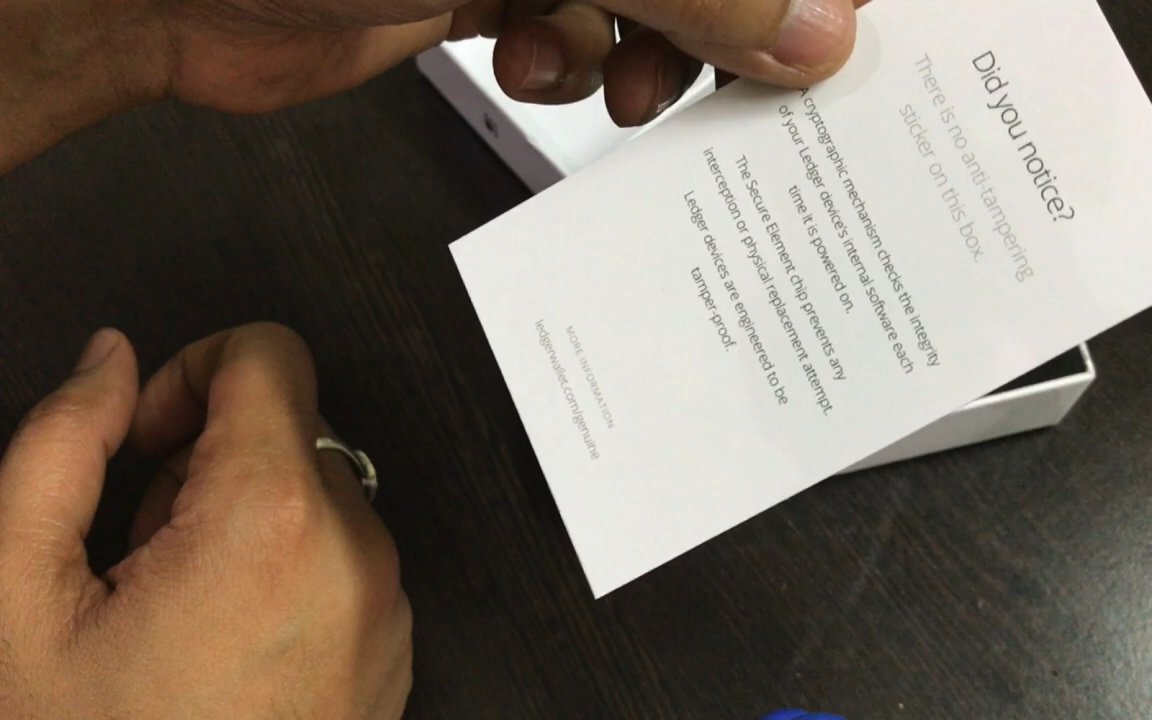 Did you notice?
There is no anti-tampering
sticker on this box.
A cryptographic mechanism checks the integrity
of your Ledger device's internal software each
time it is powered on.
The Secure Element chip prevents any
interception or physical replacement attempt.
Ledger devices are engineered to be
tamper-proof.
MORE INFORMATION
ledgerwallet.com/genuine